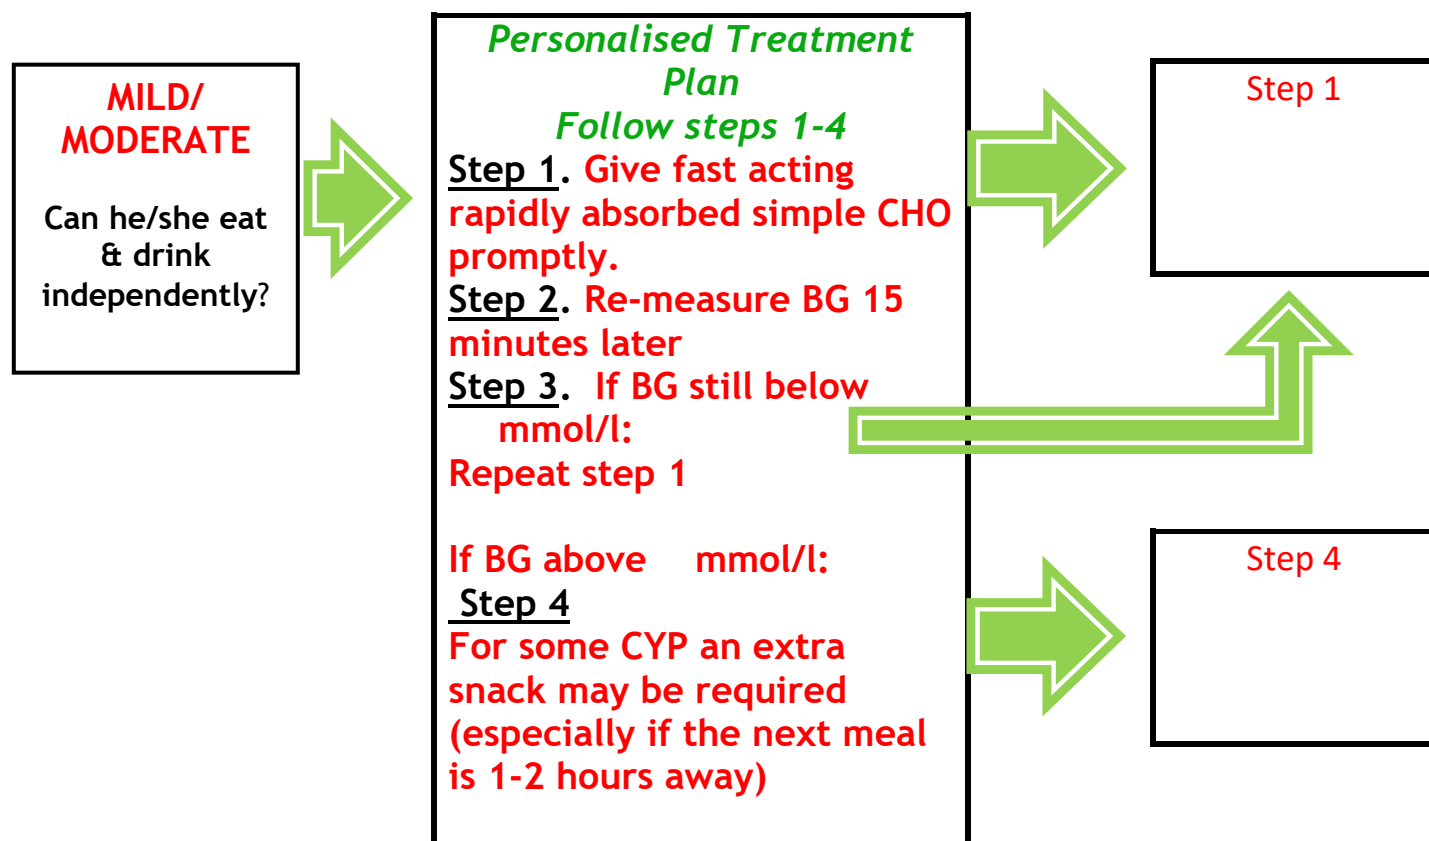 MILD/
MODERATE
Can he/she eat
& drink
independently?
Personalised Treatment
Plan
Follow steps 1-4
Step 1. Give fast acting
rapidly absorbed simple CHO
promptly.
Step 2. Re-measure BG 15
minutes later
Step 3. If BG still below
mmol/l:
Repeat step 1
If BG above mmol/l:
Step 4
For some CYP an extra
snack may be required
(especially if the next meal
is 1-2 hours away)
Step 1
Step 4